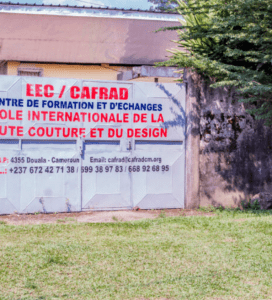 EEC / CAFRAD
NTRE DE FORMATION ET D'ECHANGES
OLE INTERNATIONALE DE LA
UTE COUTURE ET DU DESIGN
.P: 4355 Douala - Cameroun Email: cafrad@cafradcm.org
L.: +237 672 42 71 38 / 699 38 97 83 / 668 92 68 95